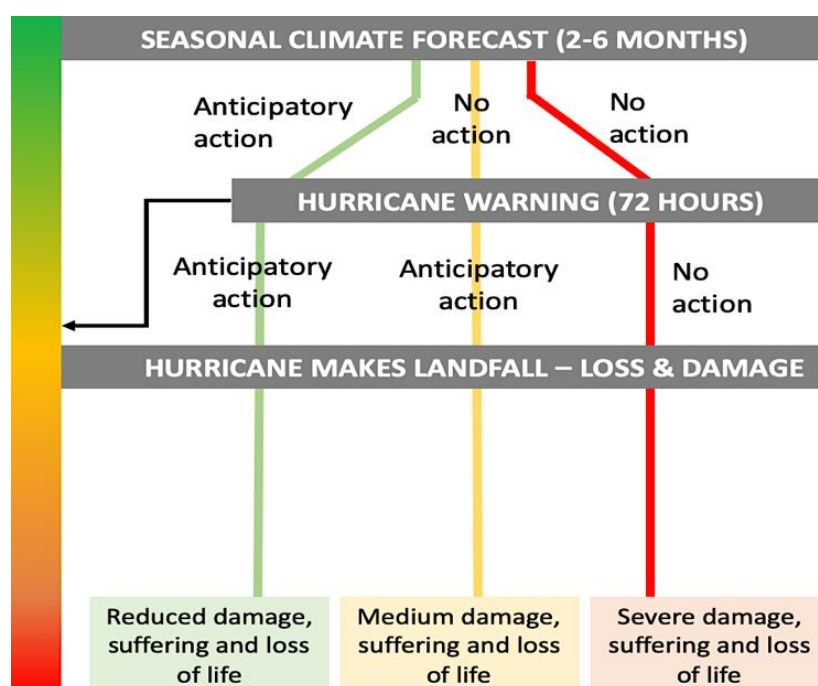 SEASONAL CLIMATE FORECAST (2-6 MONTHS)
Anticipatory
action
No
action
No
action
HURRICANE WARNING (72 HOURS)
Anticipatory
action
Anticipatory
action
No
action
HURRICANE MAKES LANDFALL – LOSS & DAMAGE
Reduced damage,
suffering and loss
of life
Medium damage,
suffering and loss
of life
Severe damage,
suffering and loss
of life